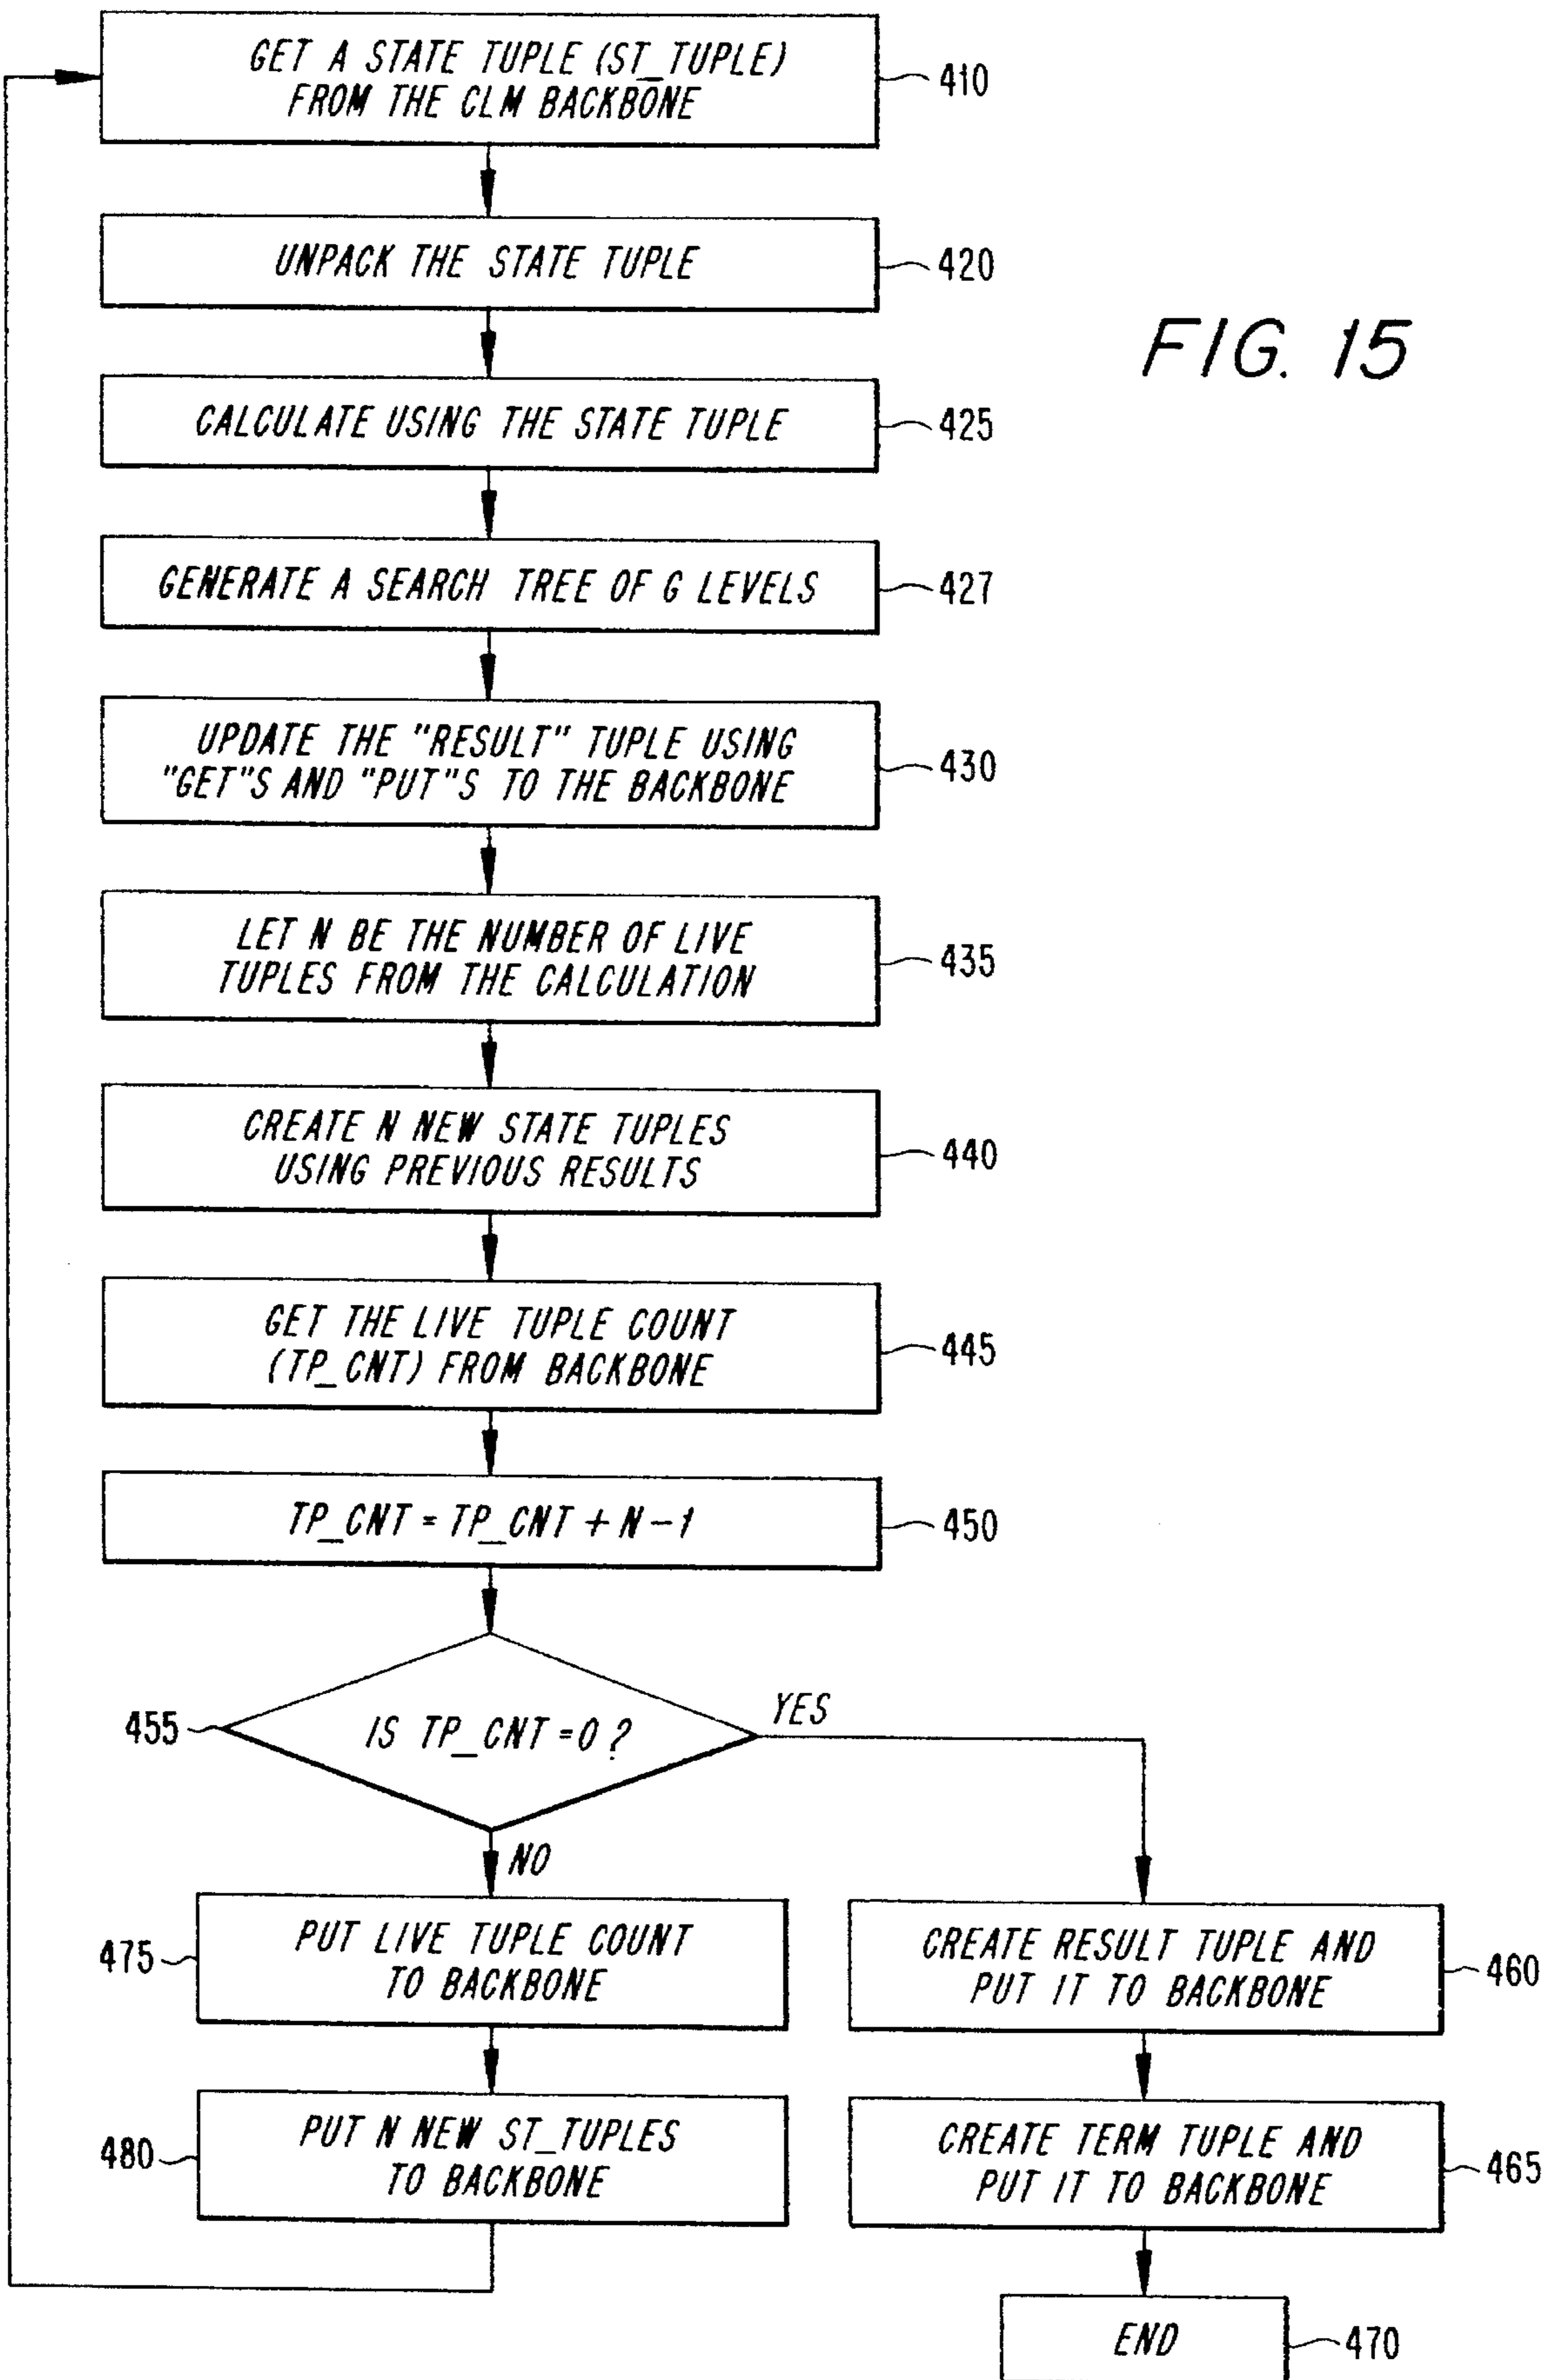 GET A STATE TUPLE (ST_TUPLE)
FROM THE CLM BACKBONE
410
UNPACK THE STATE TUPLE
420
FIG. 15
CALCULATE USING THE STATE TUPLE
425
GENERATE A SEARCH TREE OF G LEVELS
427
UPDATE THE "RESULT" TUPLE USING
"GET"S AND "PUT"S TO THE BACKBONE
430
LET N BE THE NUMBER OF LIVE
TUPLES FROM THE CALCULATION
435
CREATE N NEW STATE TUPLES
USING PREVIOUS RESULTS
440
GET THE LIVE TUPLE COUNT
(TP_CNT) FROM BACKBONE
445
TP_CNT = TP_CNT + N - 1
450
455
IS TP_CNT = 0 ?
YES
NO
PUT LIVE TUPLE COUNT
TO BACKBONE
475
CREATE RESULT TUPLE AND
PUT IT TO BACKBONE
460
PUT N NEW ST_TUPLES
TO BACKBONE
480
CREATE TERM TUPLE AND
PUT IT TO BACKBONE
465
END
470